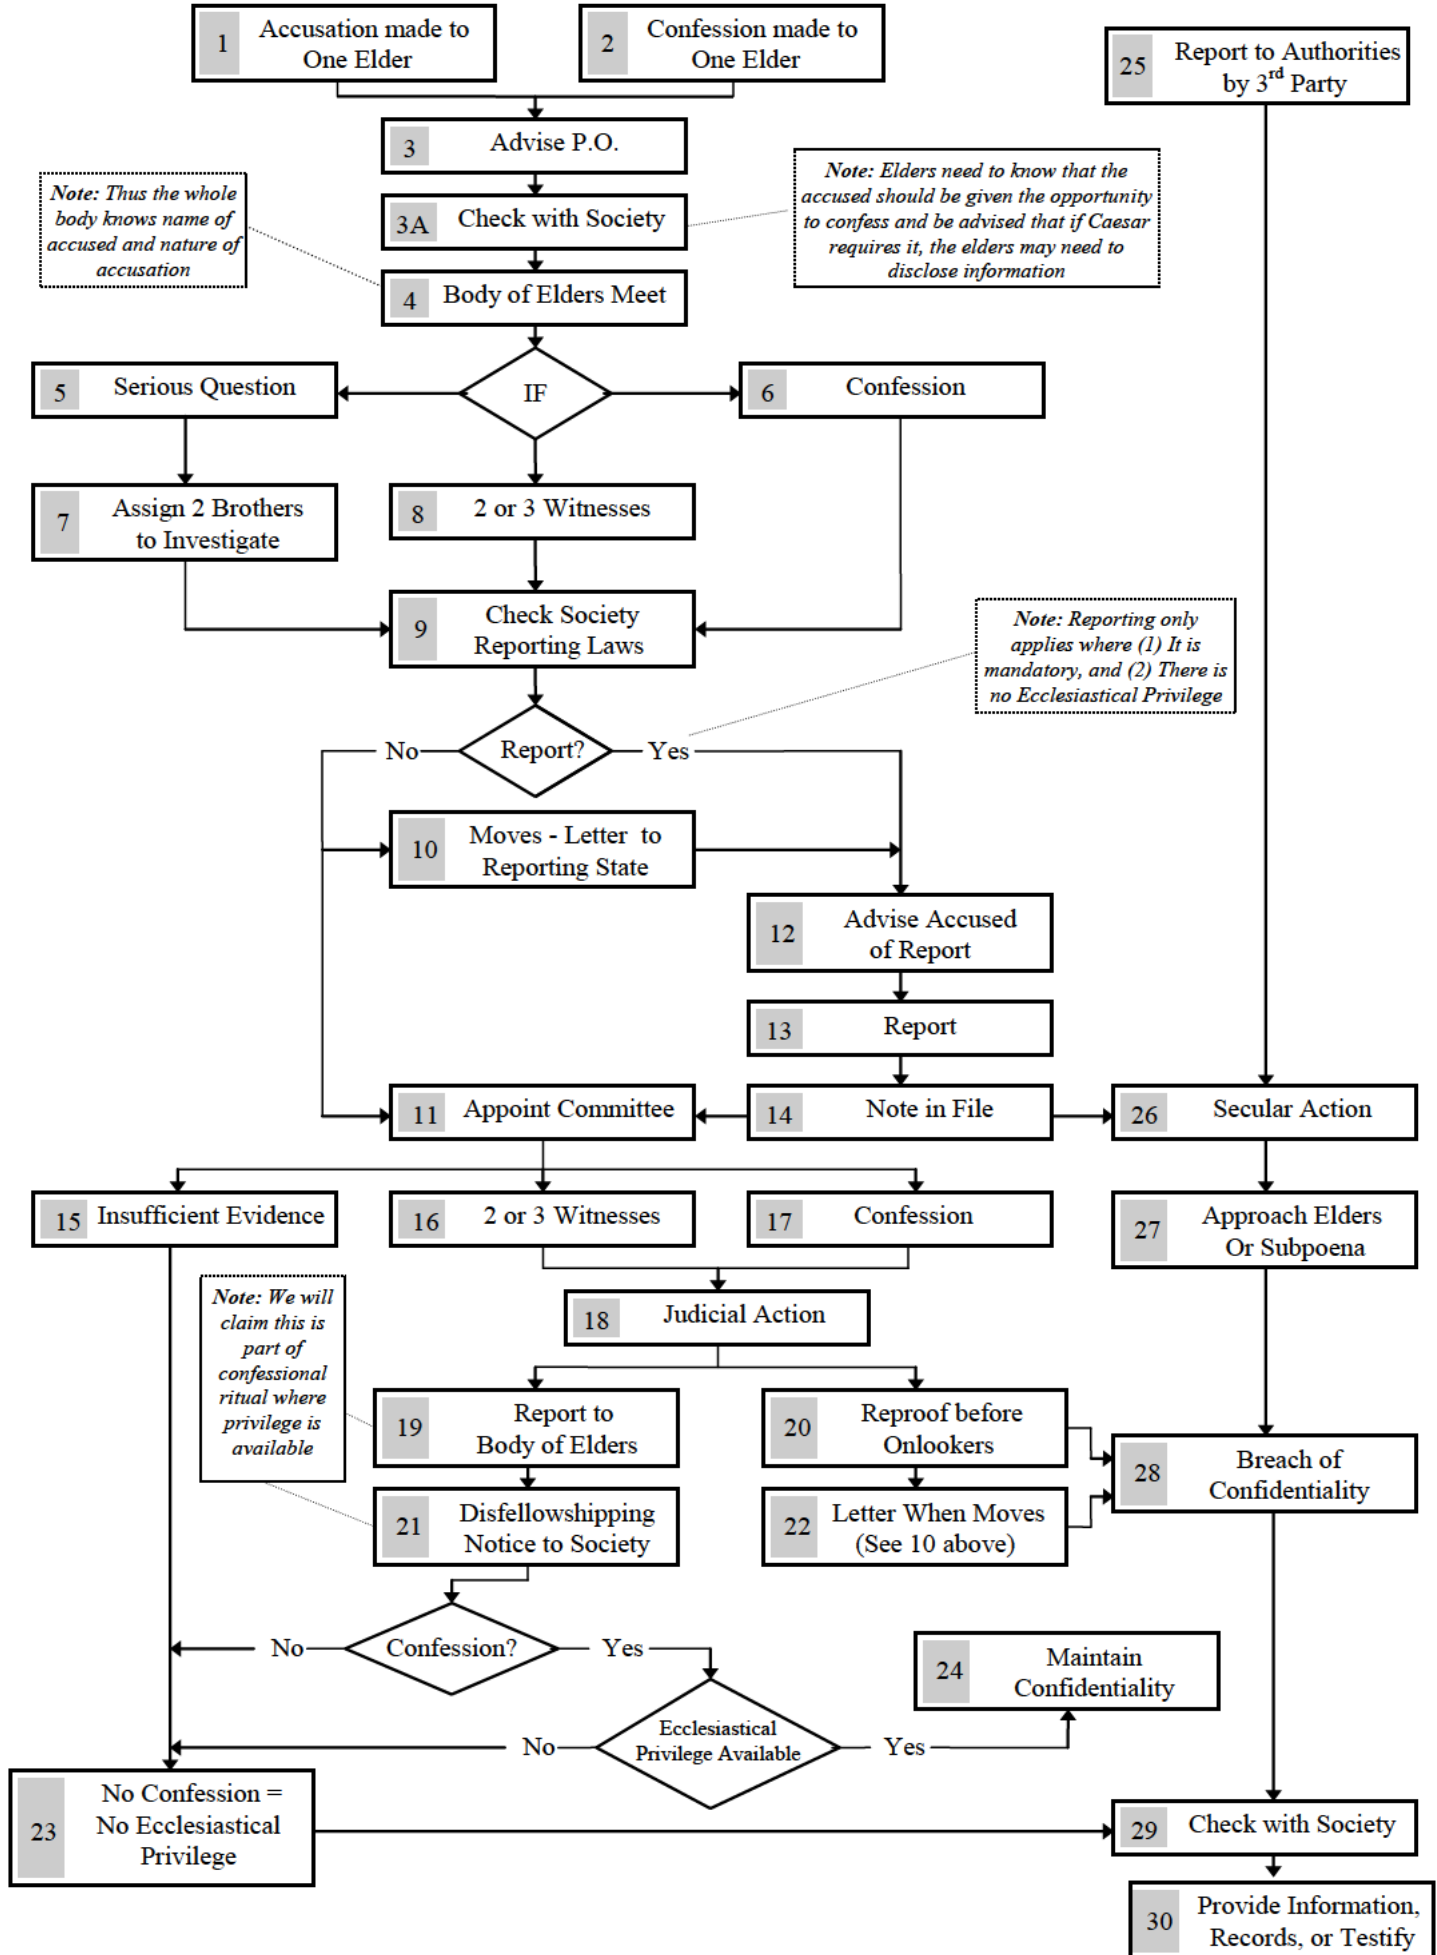 1
Accusation made to
One Elder
2
Confession made to
One Elder
25
Report to Authorities
by 3rd Party
3
Advise P.O.
Note: Thus the whole
body knows name of
accused and nature of
accusation
3A
Check with Society
Note: Elders need to know that the
accused should be given the opportunity
to confess and be advised that if Caesar
requires it, the elders may need to
disclose information
4
Body of Elders Meet
IF
5
Serious Question
6
Confession
7
Assign 2 Brothers
to Investigate
8
2 or 3 Witnesses
9
Check Society
Reporting Laws
Note: Reporting only
applies where (1) It is
mandatory, and (2) There is
no Ecclesiastical Privilege
No
Report?
Yes
10
Moves - Letter to
Reporting State
12
Advise Accused
of Report
13
Report
11
Appoint Committee
14
Note in File
26
Secular Action
15
Insufficient Evidence
16
2 or 3 Witnesses
17
Confession
27
Approach Elders
Or Subpoena
Note: We will
claim this is
part of
confessional
ritual where
privilege is
available
18
Judicial Action
19
Report to
Body of Elders
20
Reproof before
Onlookers
28
Breach of
Confidentiality
21
Disfellowshipping
Notice to Society
22
Letter When Moves
(See 10 above)
No
Confession?
Yes
24
Maintain
Confidentiality
No
Ecclesiastical
Privilege Available
Yes
23
No Confession =
No Ecclesiastical
Privilege
29
Check with Society
30
Provide Information,
Records, or Testify